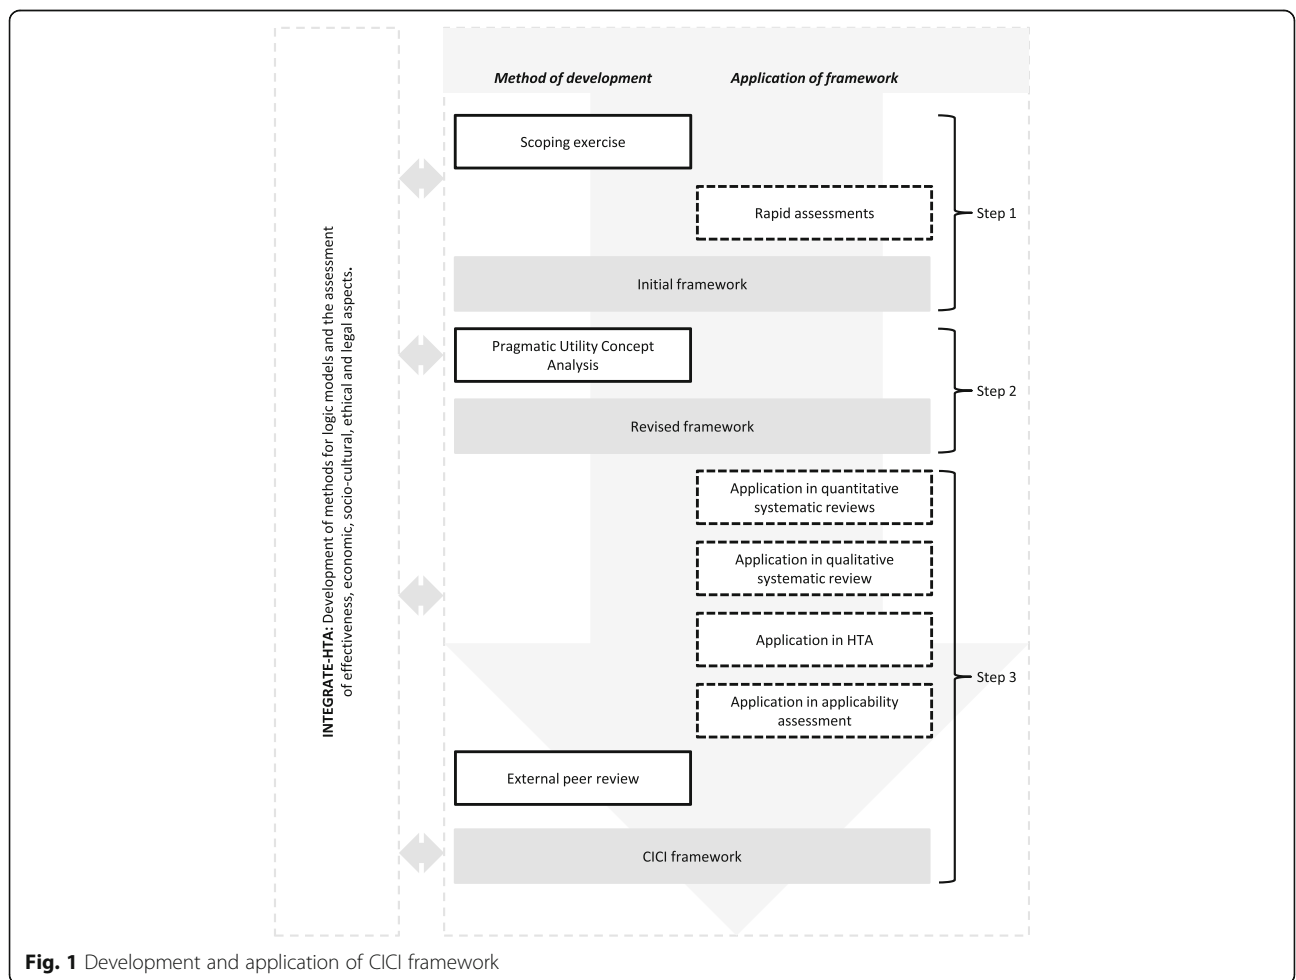 Method of development
Application of framework
Scoping exercise
Rapid assessments
Step 1
Initial framework
Pragmatic Utility Concept
Analysis
Step 2
Revised framework
Application in quantitative
systematic reviews
Application in qualitative
systematic review
Application in HTA
Step 3
Application in applicability
assessment
External peer review
CICI framework
INTEGRATE-HTA: Development of methods for logic models and the assessment
of effectiveness, economic, socio-cultural, ethical and legal aspects.
Fig. 1 Development and application of CICI framework